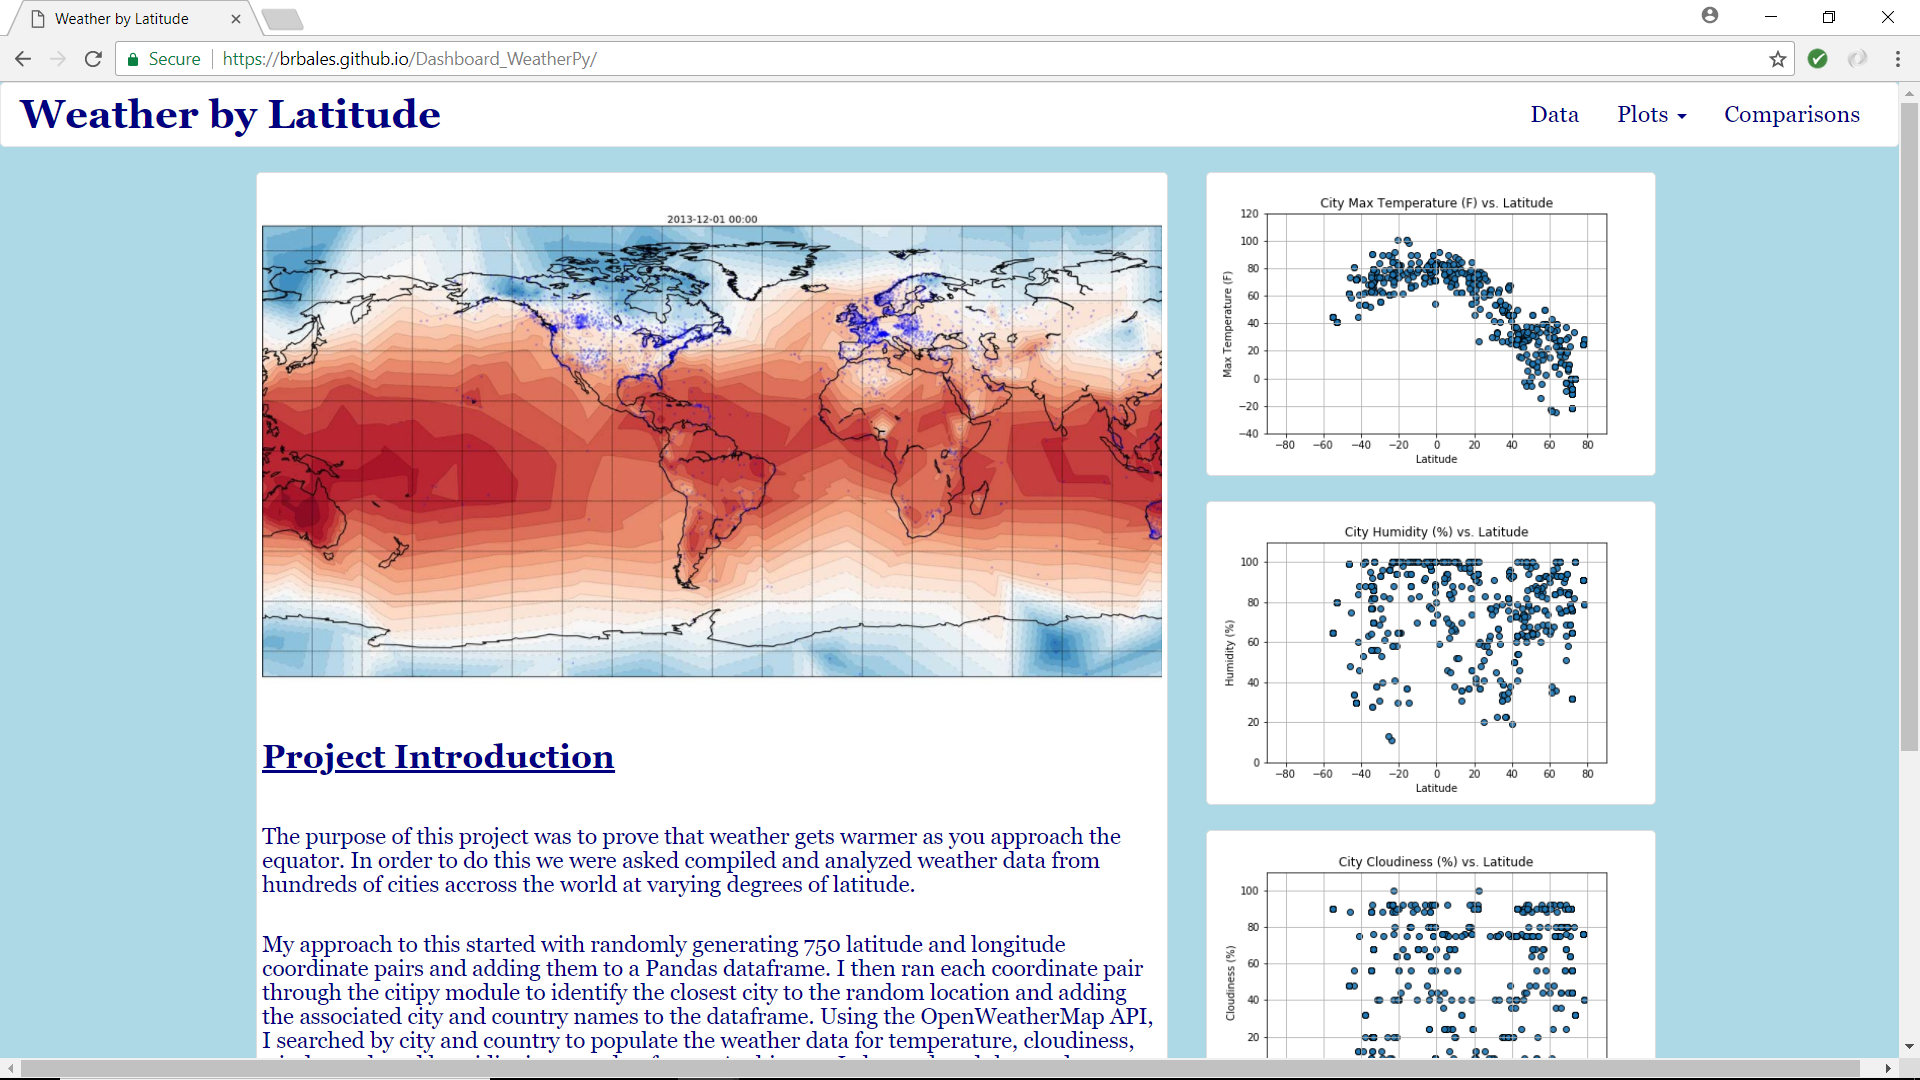 Weather by Latitude
Secure
https://brbales.github.io/Dashboard_WeatherPy/
Weather by Latitude
Data
Plots
Comparisons
2013-12-01 00:00
Project Introduction
The purpose of this project was to prove that weather gets warmer as you approach the
equator. In order to do this we were asked compiled and analyzed weather data from
hundreds of cities accross the world at varying degrees of latitude.
My approach to this started with randomly generating 750 latitude and longitude
coordinate pairs and adding them to a Pandas dataframe. I then ran each coordinate pair
through the citipy module to identify the closest city to the random location and adding
the associated city and country names to the dataframe. Using the OpenWeatherMap API,
I searched by city and country to populate the weather data for temperature, cloudiness,
City Max Temperature (F) vs. Latitude
Max Temperature (F)
120
100
80
60
40
20
0
−20
−40
−80 −60 −40 −20 0 20 40 60 80
Latitude
City Humidity (%) vs. Latitude
Humidity (%)
100
80
60
40
20
0
−80 −60 −40 −20 0 20 40 60 80
Latitude
City Cloudiness (%) vs. Latitude
Cloudiness (%)
100
80
60
40
20